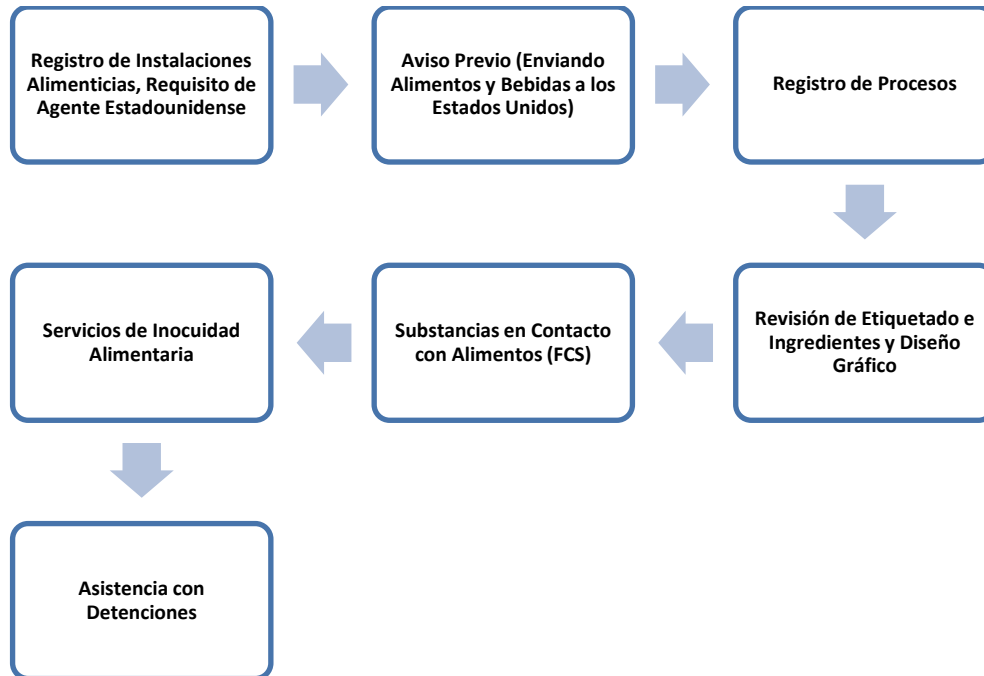 Registro de Instalaciones
Alimenticias, Requisito de
Agente Estadounidense
Aviso Previo (Enviando
Alimentos y Bebidas a los
Estados Unidos)
Registro de Procesos
Revisión de Etiquetado e
Ingredientes y Diseño
Gráfico
Substancias en Contacto
con Alimentos (FCS)
Servicios de Inocuidad
Alimentaria
Asistencia con
Detenciones